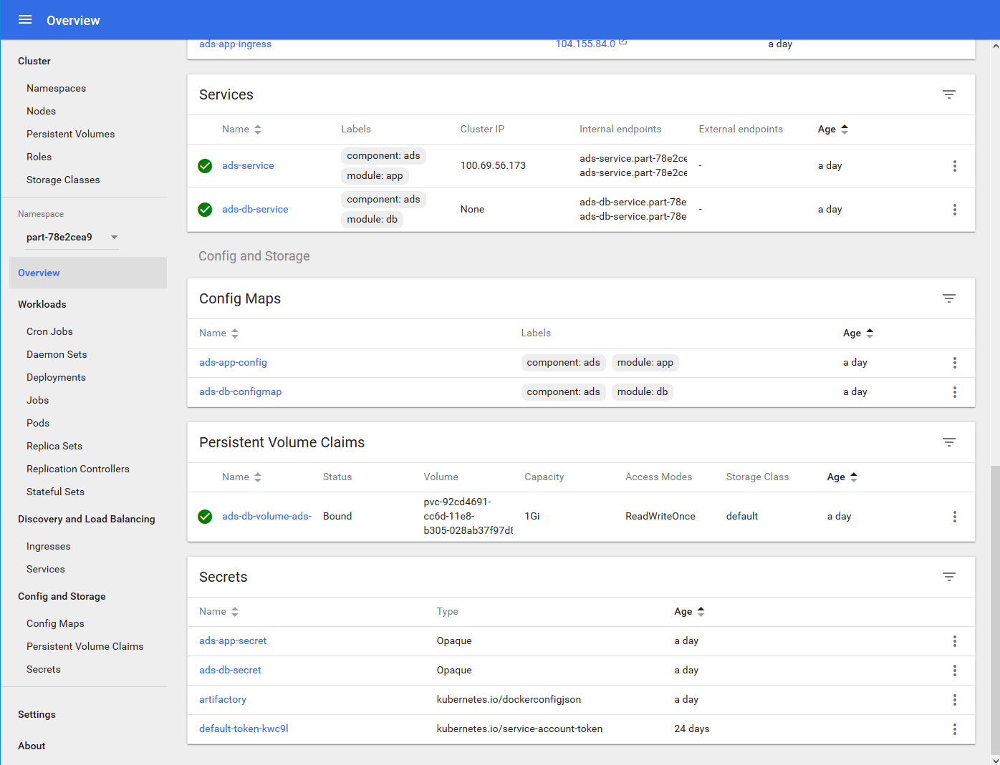 Overview
Cluster
Namespaces
Nodes
Persistent Volumes
Roles
Storage Classes
Namespace
part-78e2cea9
Overview
Workloads
Cron Jobs
Daemon Sets
Deployments
Jobs
Pods
Replica Sets
Replication Controllers
Stateful Sets
Discovery and Load Balancing
Ingresses
Services
Config and Storage
Config Maps
Persistent Volume Claims
Secrets
Settings
About
ads-app-ingress 104.155.84.0 a day
Services
Name Labels Cluster IP Internal endpoints External endpoints Age
component: ads
module: app
ads-service 100.69.56.173 - a day
ads-service.part-78e2ce
ads-service.part-78e2ce
component: ads
module: db
ads-db-service None - a day
ads-db-service.part-78e
ads-db-service.part-78e
Config and Storage
Config Maps
Name Labels Age
ads-app-config component: ads module: app a day
ads-db-configmap component: ads module: db a day
Persistent Volume Claims
Name Status Volume Capacity Access Modes Storage Class Age
pvc-92cd4691-
ads-db-volume-ads- Bound cc6d-11e8- 1Gi ReadWriteOnce default a day
b305-028ab37f97d8
Secrets
Name Type Age
ads-app-secret Opaque a day
ads-db-secret Opaque a day
artifactory kubernetes.io/dockerconfigjson a day
default-token-kwc9l kubernetes.io/service-account-token 24 days